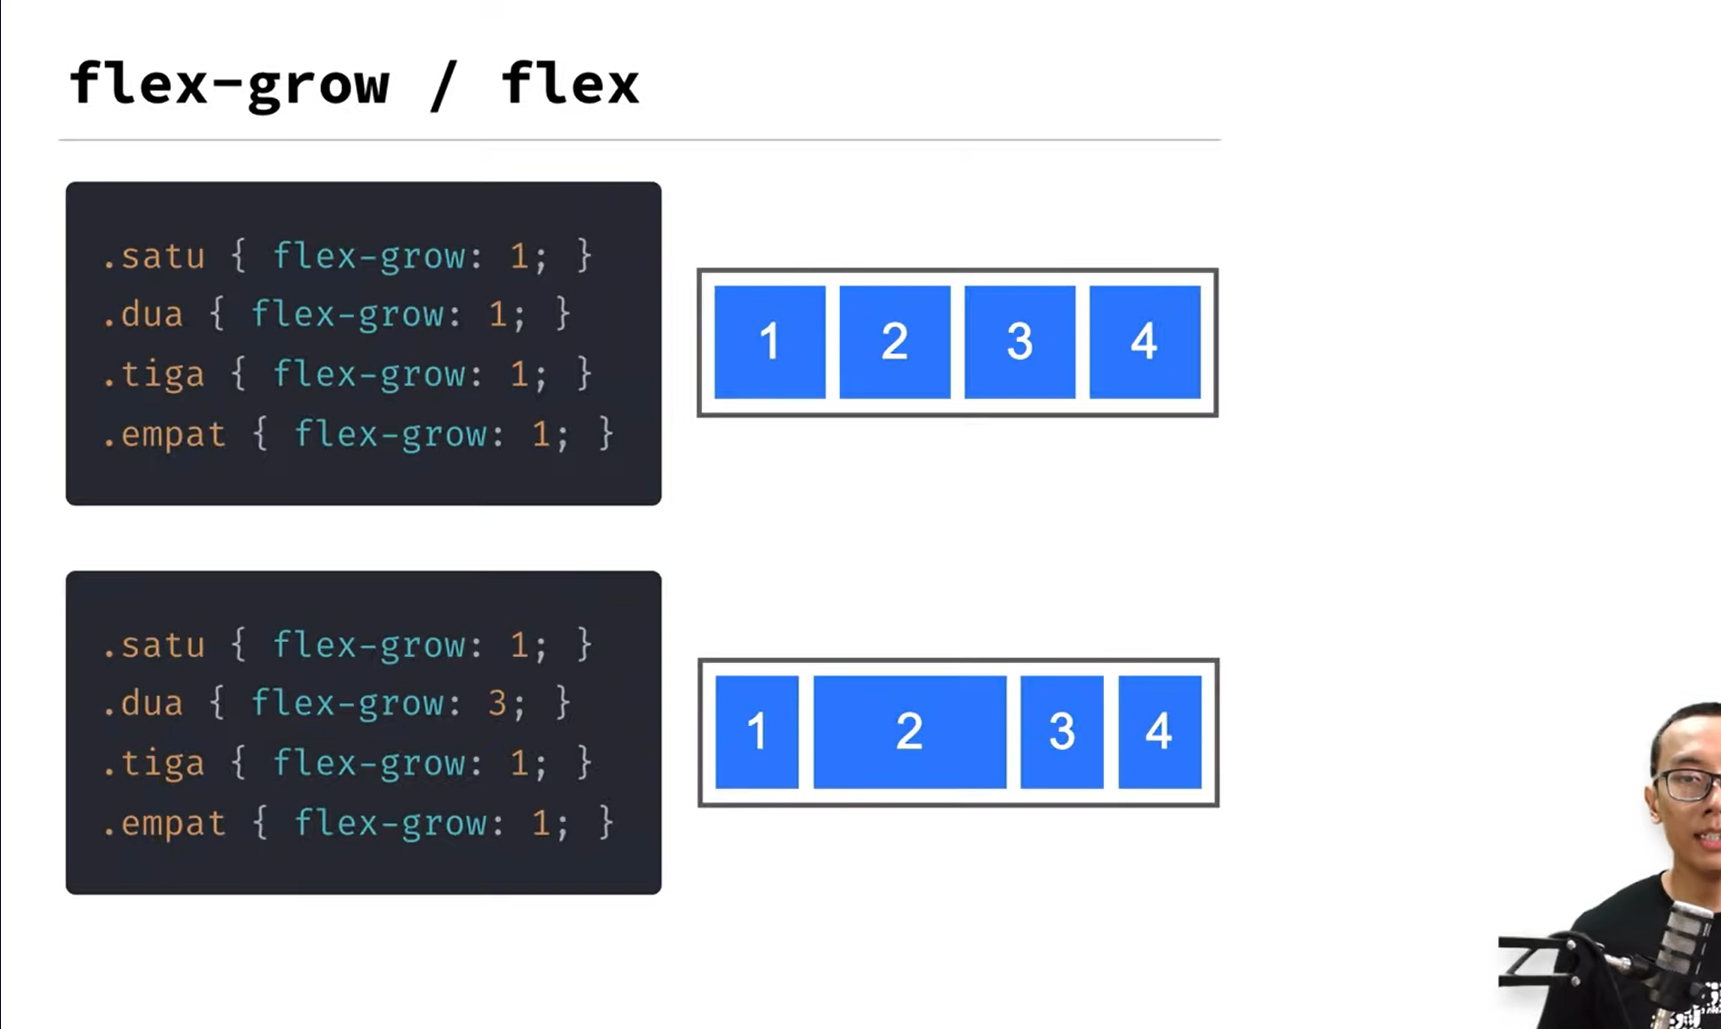 flex-grow / flex
.satu { flex-grow: 1; }
.dua { flex-grow: 1; }
.tiga { flex-grow: 1; }
.empat { flex-grow: 1; }
1 2 3 4
.satu { flex-grow: 1; }
.dua { flex-grow: 3; }
.tiga { flex-grow: 1; }
.empat { flex-grow: 1; }
1 2 3 4